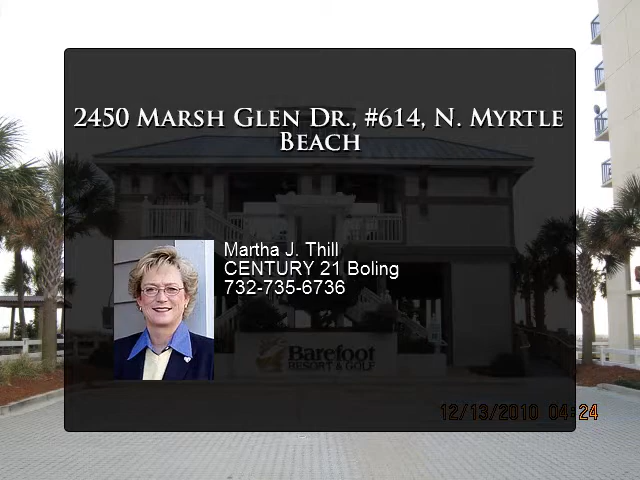 2450 Marsh Glen Dr., #614, N. Myrtle
Beach
Martha J. Thill
CENTURY 21 Boling
732-735-6736
Barefoot
RESORT & GOLF
12/13/2010 04:24